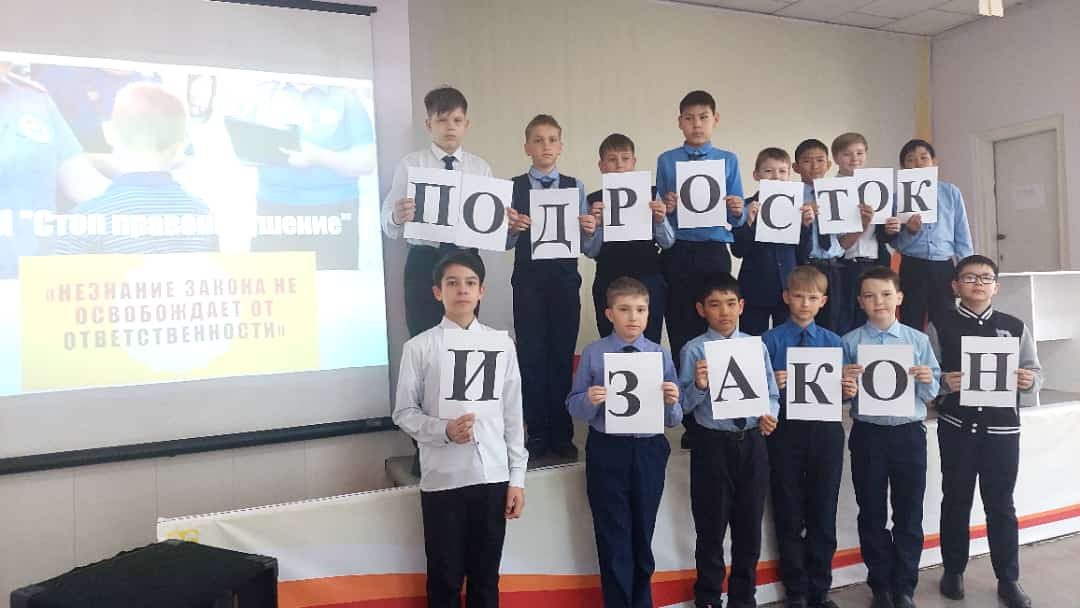 "Стоп правонарушение"
«НЕЗНАНИЕ ЗАКОНА НЕ
ОСВОБОЖДАЕТ ОТ
ОТВЕТСТВЕННОСТИ«
ПОДРОСТОК
И ЗАКОН